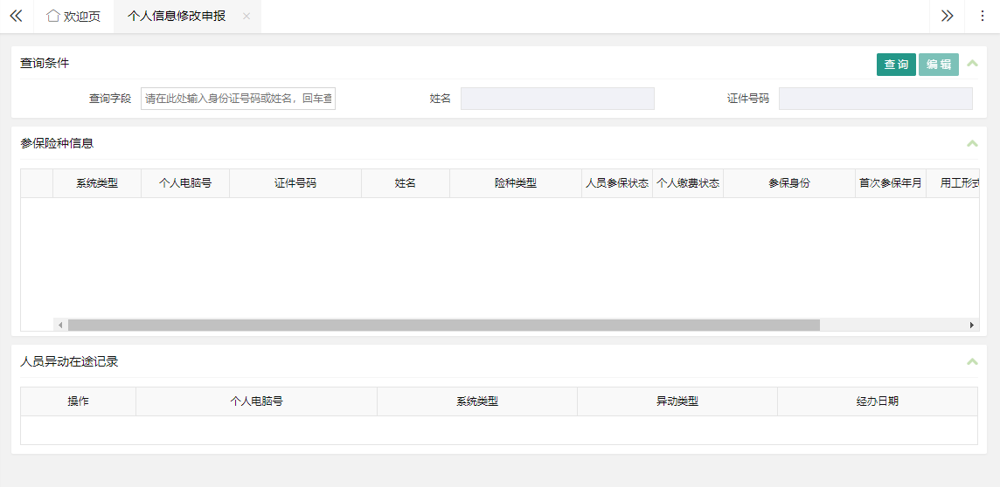 欢迎页 个人信息修改申报
查询条件 查询 编辑
查询字段 请在此处输入身份证号码或姓名，回车查 姓名 证件号码
参保险种信息
系统类型 个人电脑号 证件号码 姓名 险种类型 人员参保状态 个人缴费状态 参保身份 首次参保年月 用工形式
人员异动在途记录
操作 个人电脑号 系统类型 异动类型 经办日期